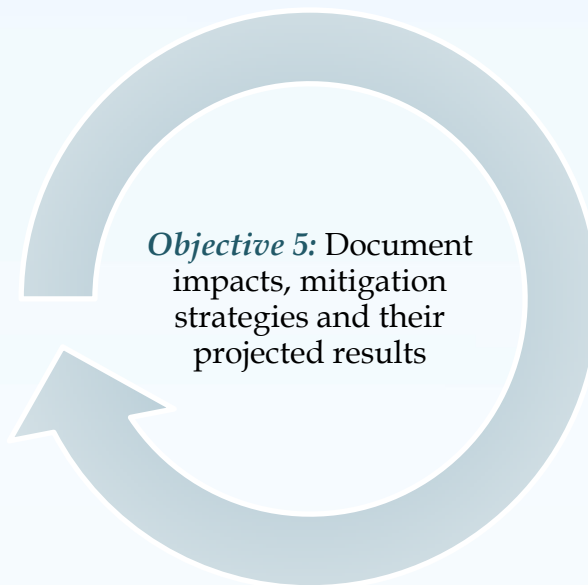 Objective 5: Document
impacts, mitigation
strategies and their
projected results